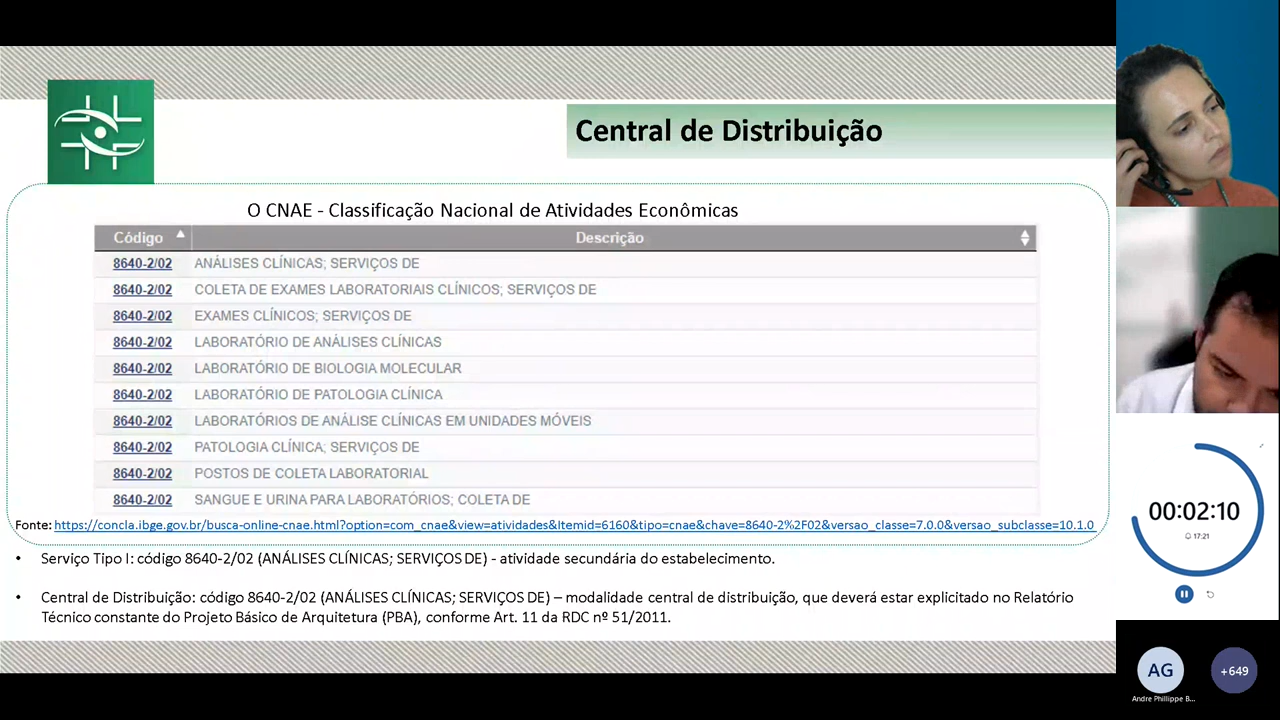 Central de Distribuição
O CNAE - Classificação Nacional de Atividades Econômicas
Código Descrição
8640-2/02 ANÁLISES CLÍNICAS; SERVIÇOS DE
8640-2/02 COLETA DE EXAMES LABORATORIAIS CLÍNICOS; SERVIÇOS DE
8640-2/02 EXAMES CLÍNICOS; SERVIÇOS DE
8640-2/02 LABORATÓRIO DE ANÁLISES CLÍNICAS
8640-2/02 LABORATÓRIO DE BIOLOGIA MOLECULAR
8640-2/02 LABORATÓRIO DE PATOLOGIA CLÍNICA
8640-2/02 LABORATÓRIOS DE ANÁLISE CLÍNICAS EM UNIDADES MÓVEIS
8640-2/02 PATOLOGIA CLÍNICA; SERVIÇOS DE
8640-2/02 POSTOS DE COLETA LABORATORIAL
8640-2/02 SANGUE E URINA PARA LABORATÓRIOS; COLETA DE
Fonte: https://concla.ibge.gov.br/busca-online-cnae.html?option=com_cnae&view=atividades&Itemid=6160&tipo=cnae&chave=8640-2%2F02&versao_classe=7.0.0&versao_subclasse=10.1.0
• Serviço Tipo I: código 8640-2/02 (ANÁLISES CLÍNICAS; SERVIÇOS DE) - atividade secundária do estabelecimento.
• Central de Distribuição: código 8640-2/02 (ANÁLISES CLÍNICAS; SERVIÇOS DE) – modalidade central de distribuição, que deverá estar explicitado no Relatório
Técnico constante do Projeto Básico de Arquitetura (PBA), conforme Art. 11 da RDC nº 51/2011.
00:02:10
17:21
AG
+649
Andre Phillippe B...